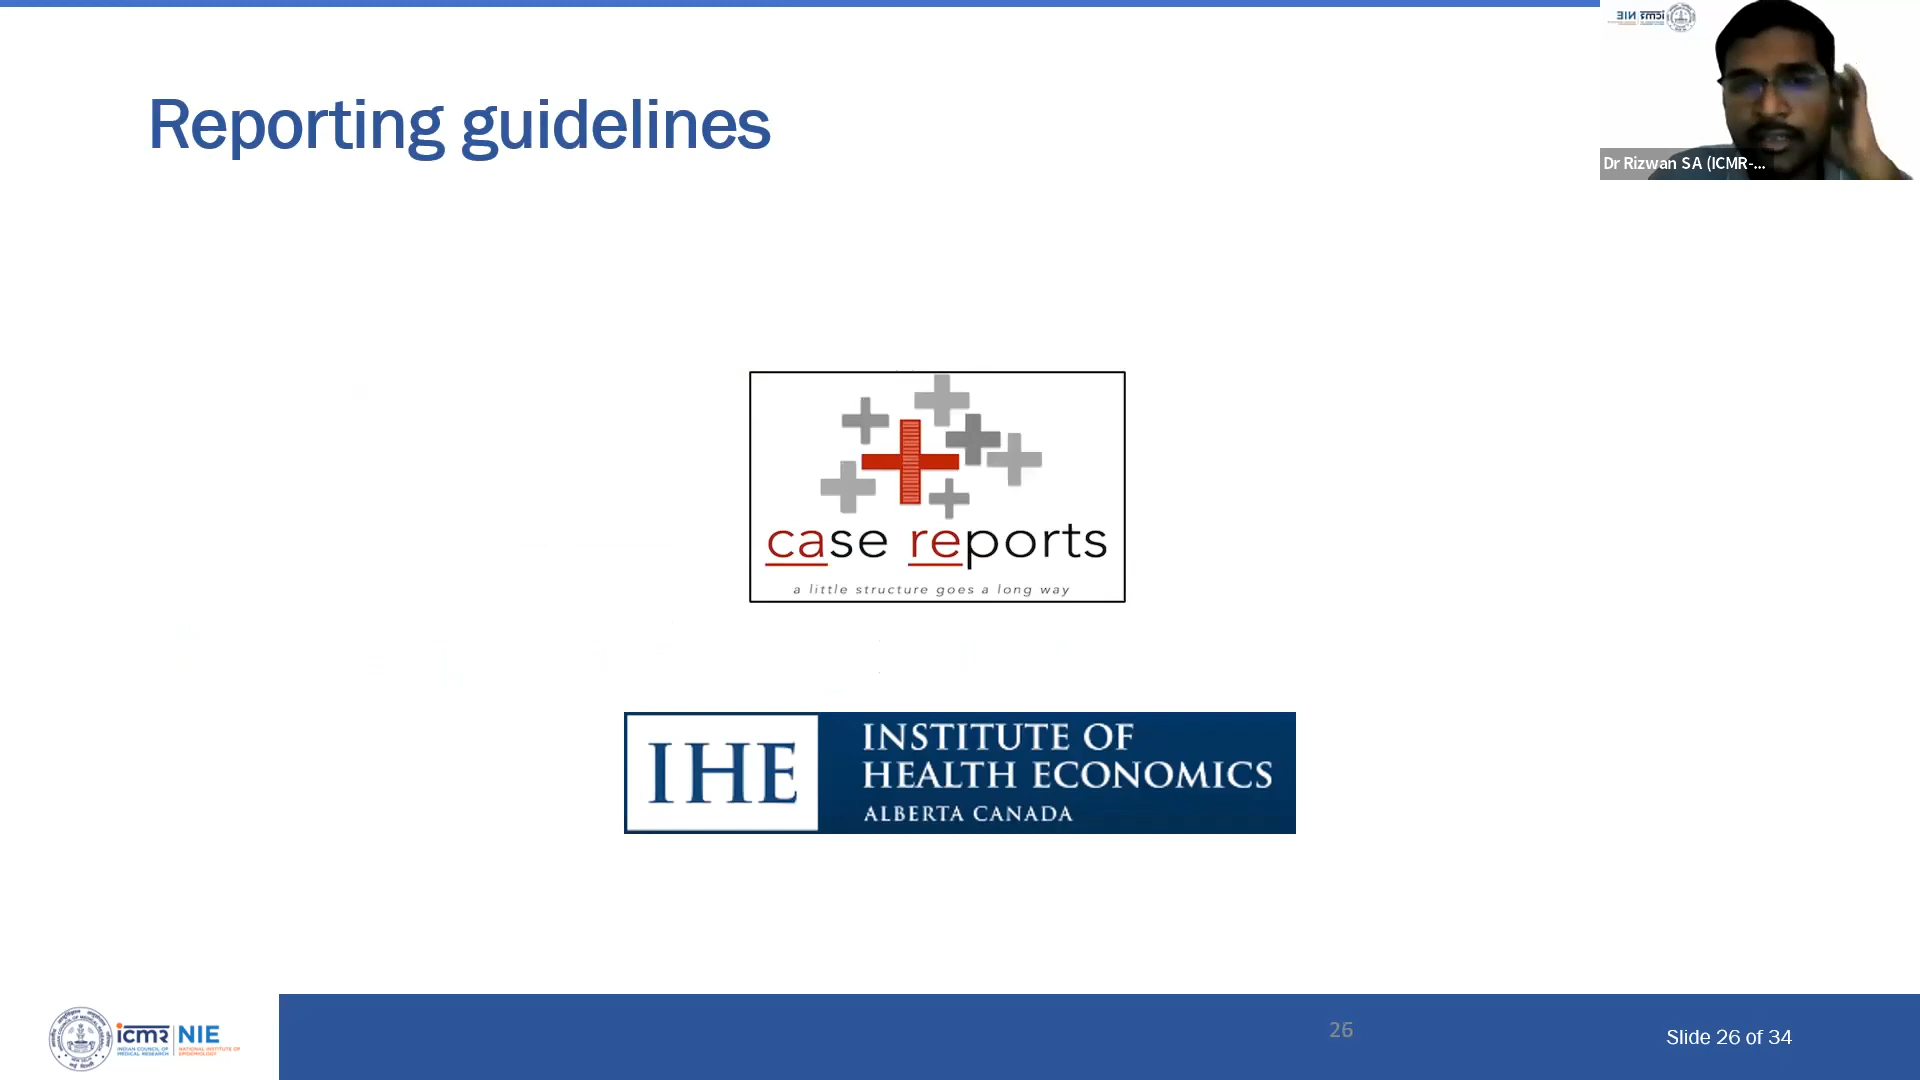 Reporting guidelines
Dr Rizwan SA (ICMR-...
case reports
a little structure goes a long way
IHE
INSTITUTE OF
HEALTH ECONOMICS
ALBERTA CANADA
icmr NIE
INDIAN COUNCIL OF
MEDICAL RESEARCH
NATIONAL INSTITUTE OF
EPIDEMIOLOGY
26
Slide 26 of 34